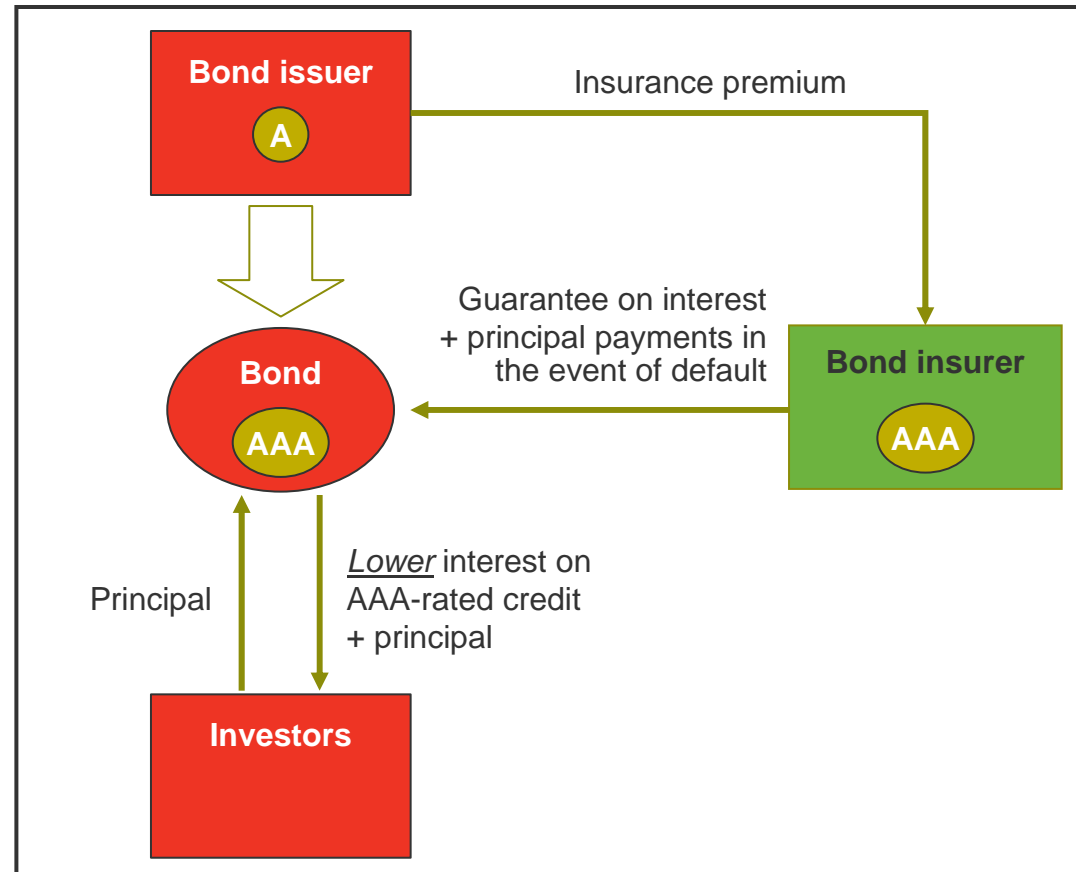 Bond issuer
A
Insurance premium
Guarantee on interest
+ principal payments in
the event of default
Bond insurer
AAA
Bond
AAA
Principal
Lower interest on
AAA-rated credit
+ principal
Investors